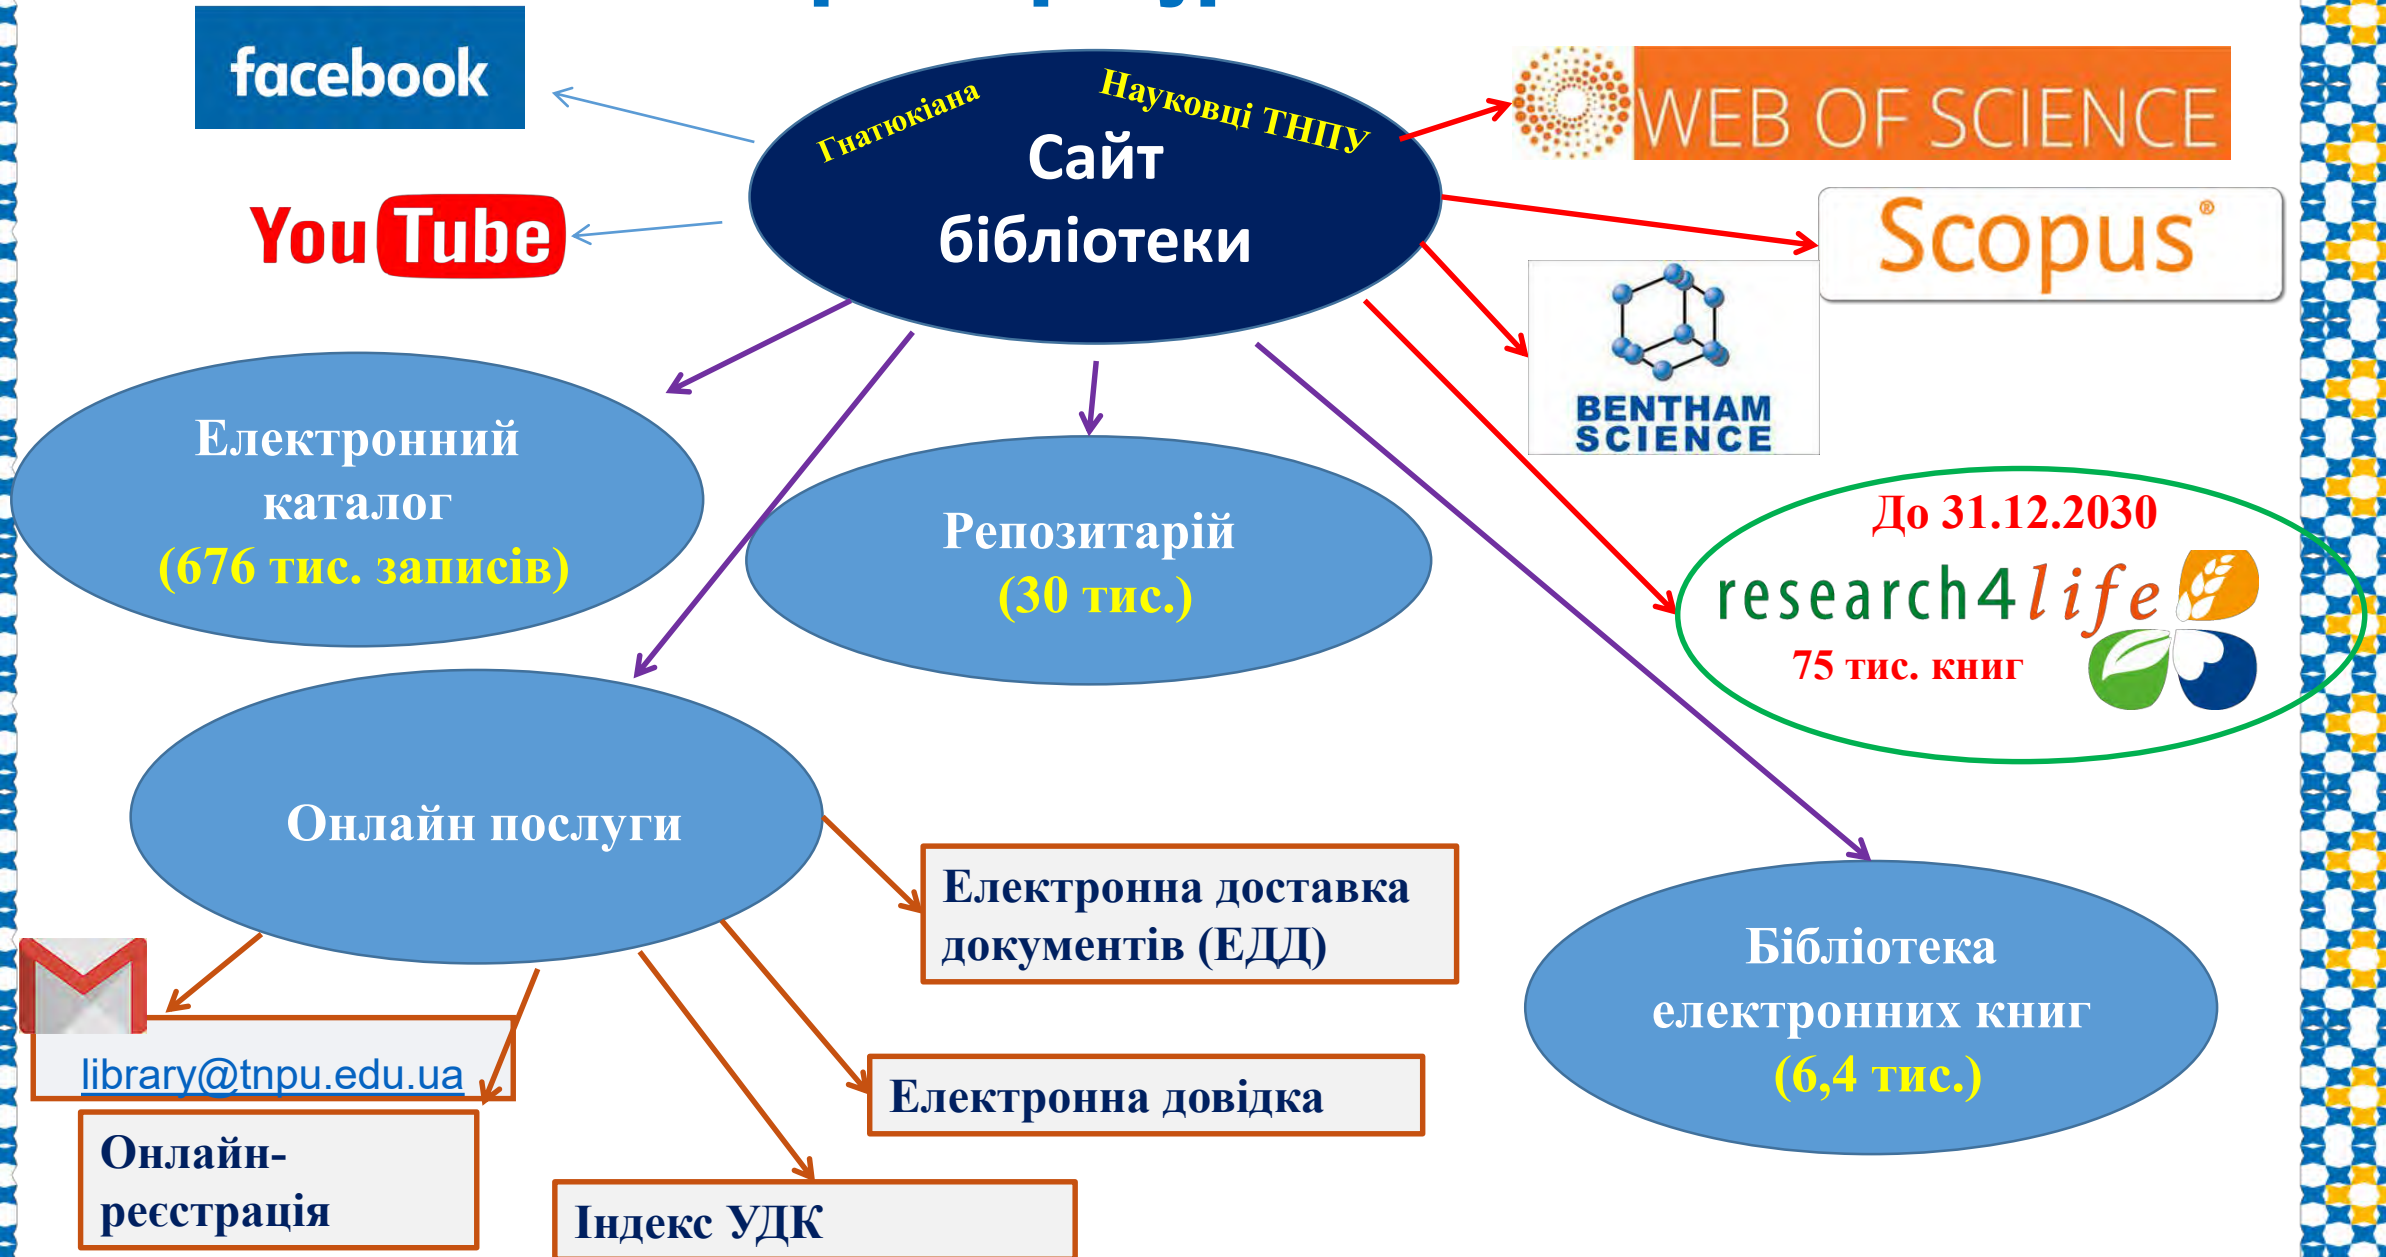 facebook
Гнатюкіана
Науковці ТНПУ
Сайт
бібліотеки
WEB OF SCIENCE
You Tube
Scopus®
BENTHAM
SCIENCE
Електронний
каталог
(676 тис. записів)
Репозитарій
(30 тис.)
До 31.12.2030
research4life
75 тис. книг
Онлайн послуги
Електронна доставка
документів (ЕДД)
Бібліотека
електронних книг
(6,4 тис.)
library@tnpu.edu.ua
Електронна довідка
Онлайн-
реєстрація
Індекс УДК